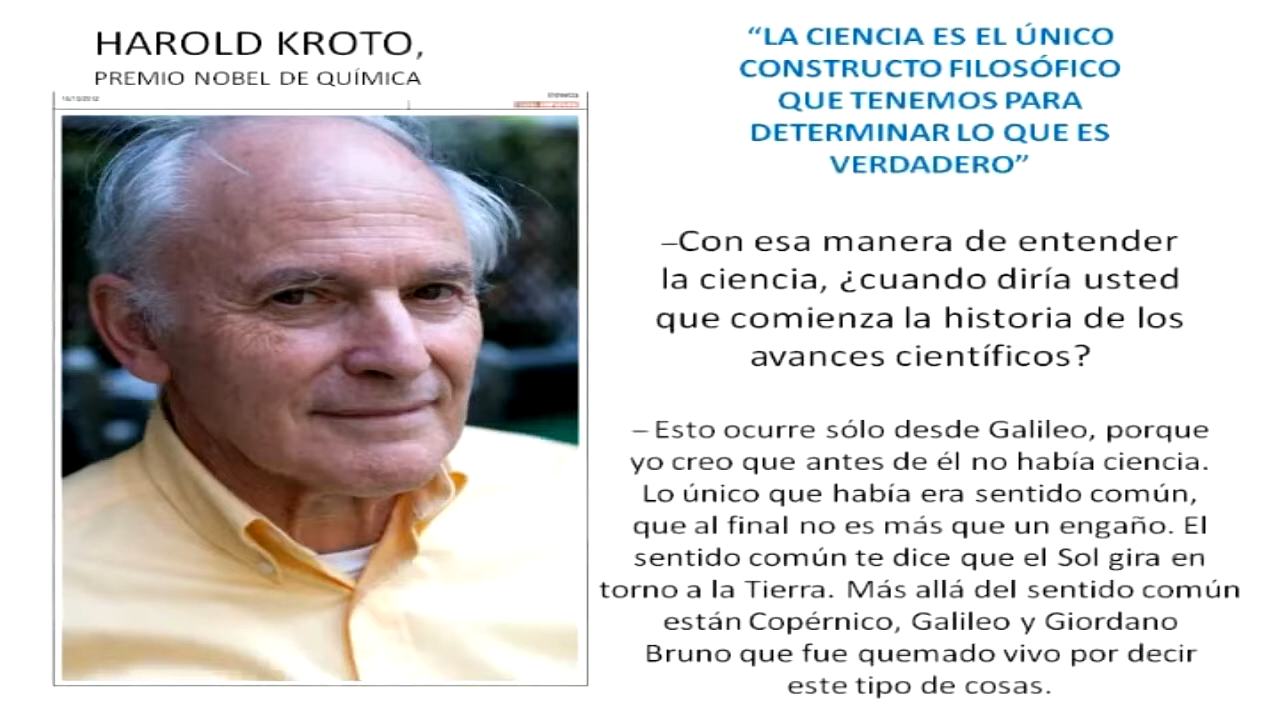 HAROLD KROTO,
PREMIO NOBEL DE QUÍMICA
“LA CIENCIA ES EL ÚNICO
CONSTRUCTO FILOSÓFICO
QUE TENEMOS PARA
DETERMINAR LO QUE ES
VERDADERO”
–Con esa manera de entender
la ciencia, ¿cuando diría usted
que comienza la historia de los
avances científicos?
– Esto ocurre sólo desde Galileo, porque
yo creo que antes de él no había ciencia.
Lo único que había era sentido común,
que al final no es más que un engaño. El
sentido común te dice que el Sol gira en
torno a la Tierra. Más allá del sentido común
están Copérnico, Galileo y Giordano
Bruno que fue quemado vivo por decir
este tipo de cosas.